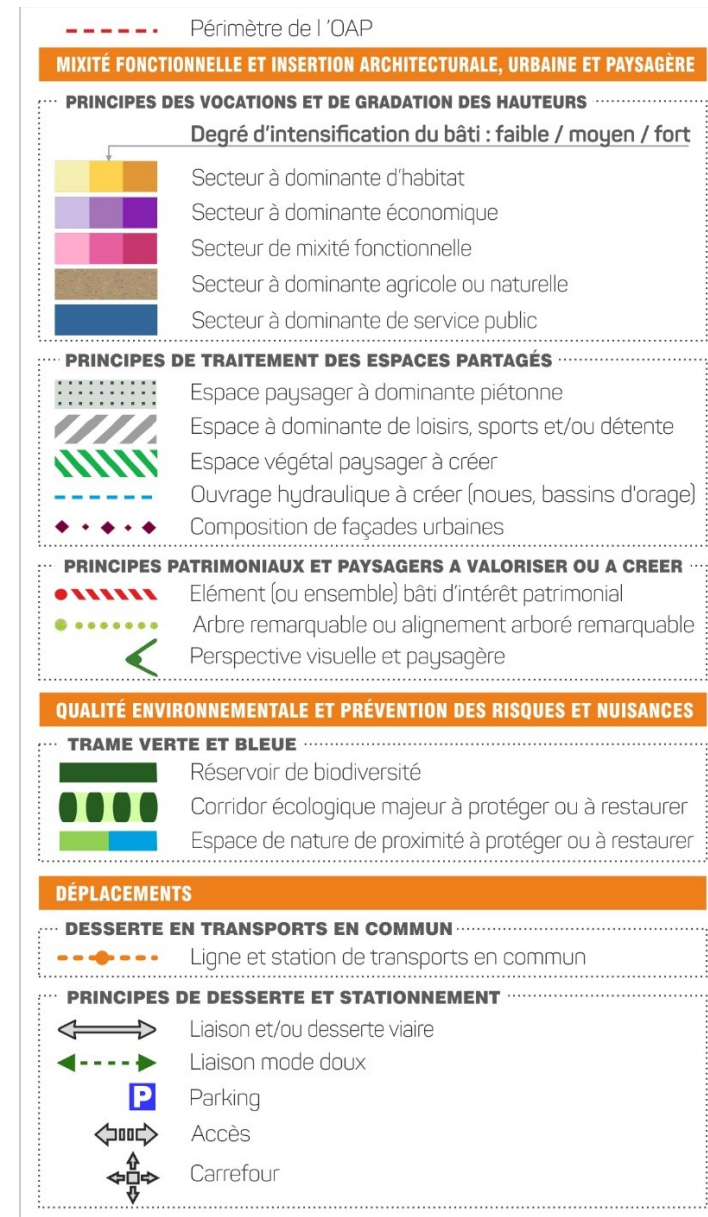 Périmètre de l 'OAP
MIXITÉ FONCTIONNELLE ET INSERTION ARCHITECTURALE, URBAINE ET PAYSAGÈRE
PRINCIPES DES VOCATIONS ET DE GRADATION DES HAUTEURS
Degré d'intensification du bâti : faible / moyen / fort
Secteur à dominante d'habitat
Secteur à dominante économique
Secteur de mixité fonctionnelle
Secteur à dominante agricole ou naturelle
Secteur à dominante de service public
PRINCIPES DE TRAITEMENT DES ESPACES PARTAGÉS
Espace paysager à dominante piétonne
Espace à dominante de loisirs, sports et/ou détente
Espace végétal paysager à créer
Ouvrage hydraulique à créer (noues, bassins d'orage)
Composition de façades urbaines
PRINCIPES PATRIMONIAUX ET PAYSAGERS A VALORISER OU A CREER
Elément (ou ensemble) bâti d'intérêt patrimonial
Arbre remarquable ou alignement arboré remarquable
Perspective visuelle et paysagère
QUALITÉ ENVIRONNEMENTALE ET PRÉVENTION DES RISQUES ET NUISANCES
TRAME VERTE ET BLEUE
Réservoir de biodiversité
Corridor écologique majeur à protéger ou à restaurer
Espace de nature de proximité à protéger ou à restaurer
DÉPLACEMENTS
DESSERTE EN TRANSPORTS EN COMMUN
Ligne et station de transports en commun
PRINCIPES DE DESSERTE ET STATIONNEMENT
Liaison et/ou desserte viaire
Liaison mode doux
P Parking
Accès
Carrefour